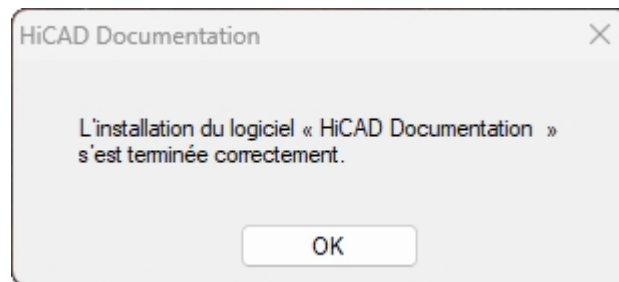 HiCAD Documentation
L'installation du logiciel « HiCAD Documentation  »
s'est terminée correctement.
OK